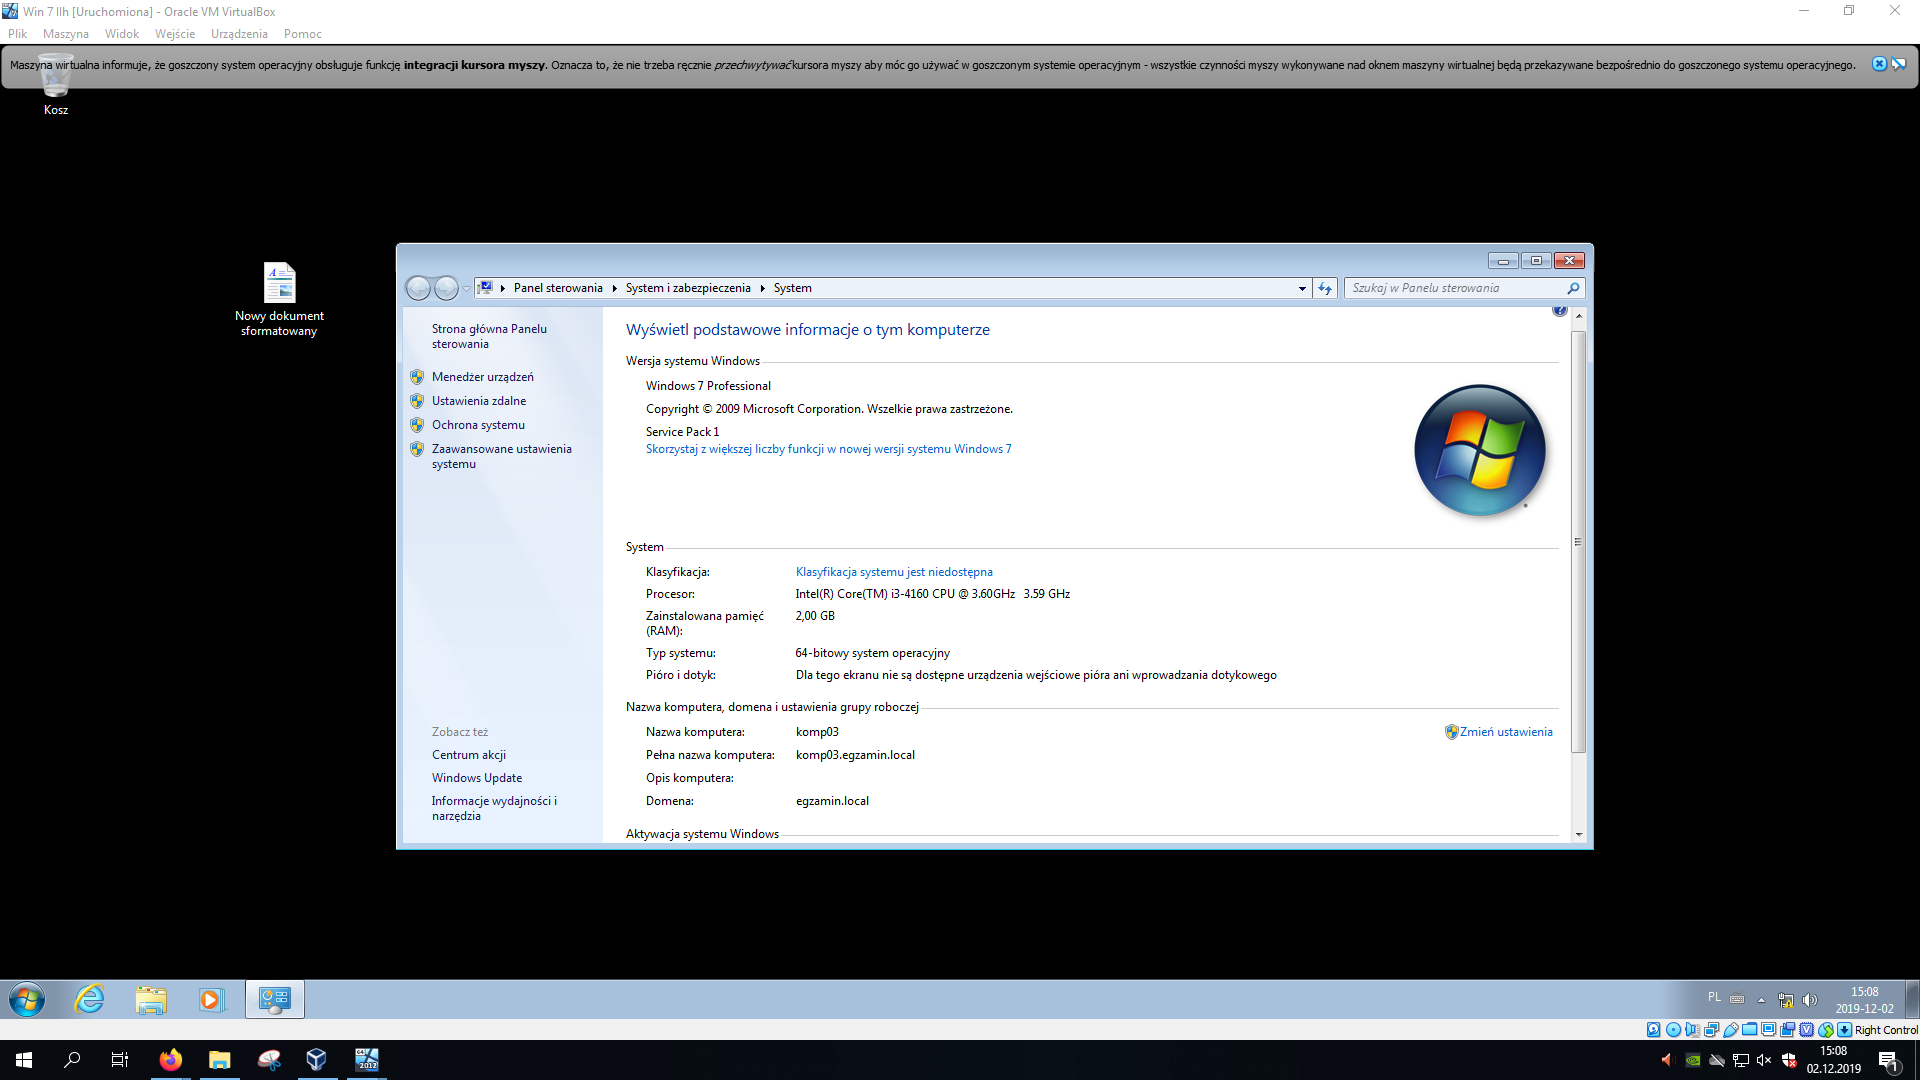 Win 7 llh [Uruchomiona] - Oracle VM VirtualBox
Plik Maszyna Widok Wejście Urządzenia Pomoc
Maszyna wirtualna informuje, że goszczony system operacyjny obsługuje funkcję integracji kursora myszy. Oznacza to, że nie trzeba ręcznie przechwytywać kursora myszy aby móc go używać w goszczonym systemie operacyjnym - wszystkie czynności myszy wykonywane nad oknem maszyny wirtualnej będą przekazywane bezpośrednio do goszczonego systemu operacyjnego.
Kosz
Nowy dokument
sformatowany
Panel sterowania System i zabezpieczenia System
Szukaj w Panelu sterowania
Strona główna Panelu
sterowania
Menedżer urządzeń
Ustawienia zdalne
Ochrona systemu
Zaawansowane ustawienia
systemu
Zobacz też
Centrum akcji
Windows Update
Informacje wydajności i
narzędzia
Wyświetl podstawowe informacje o tym komputerze
Wersja systemu Windows
Windows 7 Professional
Copyright © 2009 Microsoft Corporation. Wszelkie prawa zastrzeżone.
Service Pack 1
Skorzystaj z większej liczby funkcji w nowej wersji systemu Windows 7
System
Klasyfikacja: Klasyfikacja systemu jest niedostępna
Procesor: Intel(R) Core(TM) i3-4160 CPU @ 3.60GHz 3.59 GHz
Zainstalowana pamięć 2,00 GB
(RAM):
Typ systemu: 64-bitowy system operacyjny
Pióro i dotyk: Dla tego ekranu nie są dostępne urządzenia wejściowe pióra ani wprowadzania dotykowego
Nazwa komputera, domena i ustawienia grupy roboczej
Nazwa komputera: komp03
Zmień ustawienia
Pełna nazwa komputera: komp03.egzamin.local
Opis komputera:
Domena: egzamin.local
Aktywacja systemu Windows
PL
15:08
2019-12-02
Right Control
64
2012
15:08
02.12.2019
1